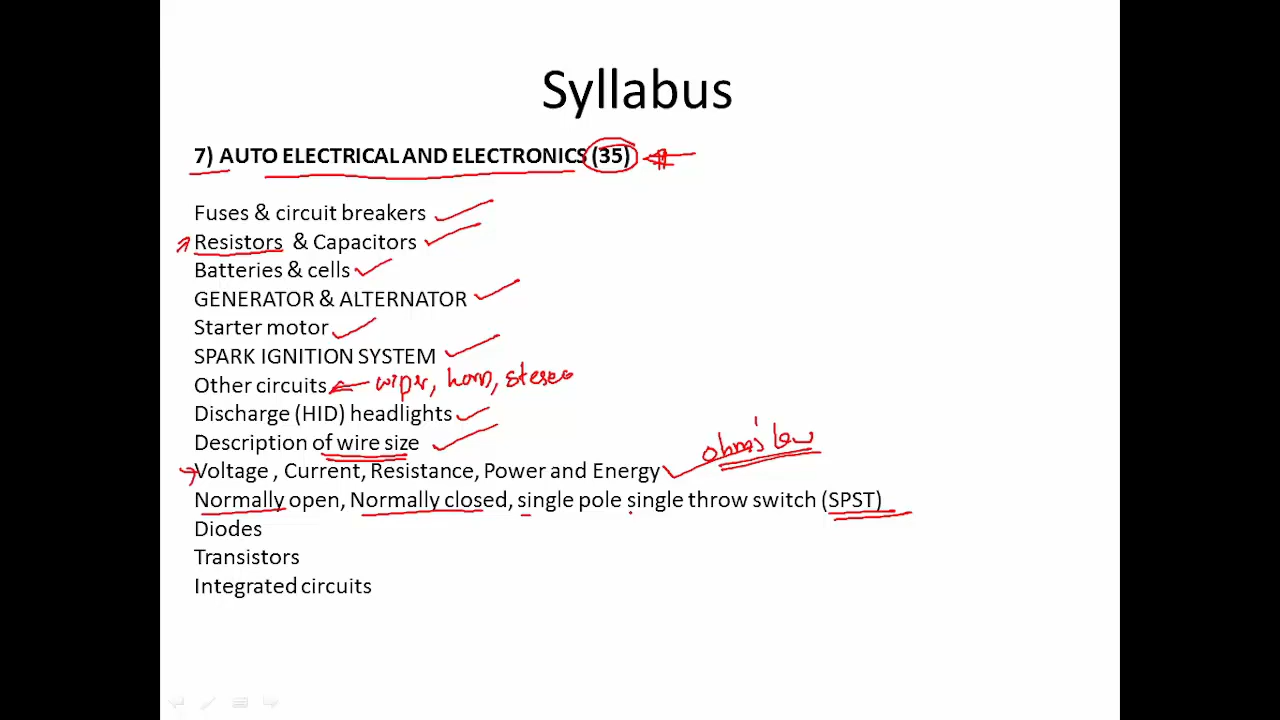 Syllabus
7) AUTO ELECTRICAL AND ELECTRONICS (35)
Fuses & circuit breakers
Resistors & Capacitors
Batteries & cells
GENERATOR & ALTERNATOR
Starter motor
SPARK IGNITION SYSTEM
Other circuits wiper, horn, stereo
Discharge (HID) headlights
Description of wire size
ohms' law
Voltage , Current, Resistance, Power and Energy
Normally open, Normally closed, single pole single throw switch (SPST)
Diodes
Transistors
Integrated circuits